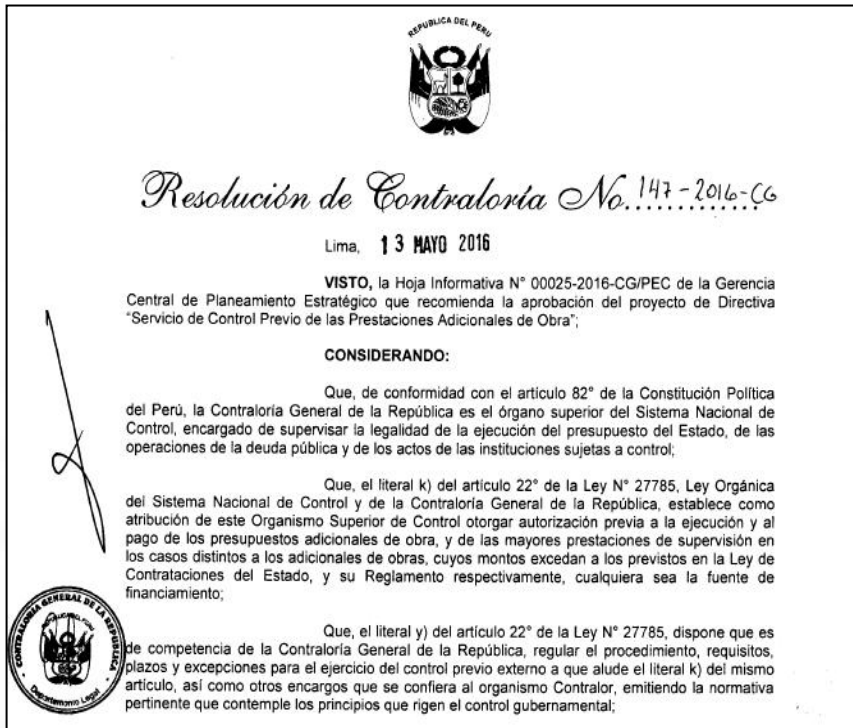 REPUBLICA DEL PERU
Resolución de Contraloría No. 147-2016-CG
Lima, 13 MAYO 2016
VISTO, la Hoja Informativa N° 00025-2016-CG/PEC de la Gerencia
Central de Planeamiento Estratégico que recomienda la aprobación del proyecto de Directiva
"Servicio de Control Previo de las Prestaciones Adicionales de Obra";
CONSIDERANDO:
Que, de conformidad con el artículo 82° de la Constitución Política
del Perú, la Contraloría General de la República es el órgano superior del Sistema Nacional de
Control, encargado de supervisar la legalidad de la ejecución del presupuesto del Estado, de las
operaciones de la deuda pública y de los actos de las instituciones sujetas a control;
Que, el literal k) del artículo 22° de la Ley N° 27785, Ley Orgánica
del Sistema Nacional de Control y de la Contraloría General de la República, establece como
atribución de este Organismo Superior de Control otorgar autorización previa a la ejecución y al
pago de los presupuestos adicionales de obra, y de las mayores prestaciones de supervisión en
los casos distintos a los adicionales de obras, cuyos montos excedan a los previstos en la Ley de
Contrataciones del Estado, y su Reglamento respectivamente, cualquiera sea la fuente de
financiamiento;
Que, el literal y) del artículo 22° de la Ley N° 27785, dispone que es
de competencia de la Contraloría General de la República, regular el procedimiento, requisitos,
plazos y excepciones para el ejercicio del control previo externo a que alude el literal k) del mismo
artículo, así como otros encargos que se confiera al organismo Contralor, emitiendo la normativa
pertinente que contemple los principios que rigen el control gubernamental;
CONTRALORIA GENERAL DE LA REPUBLICA
Departamento Legal